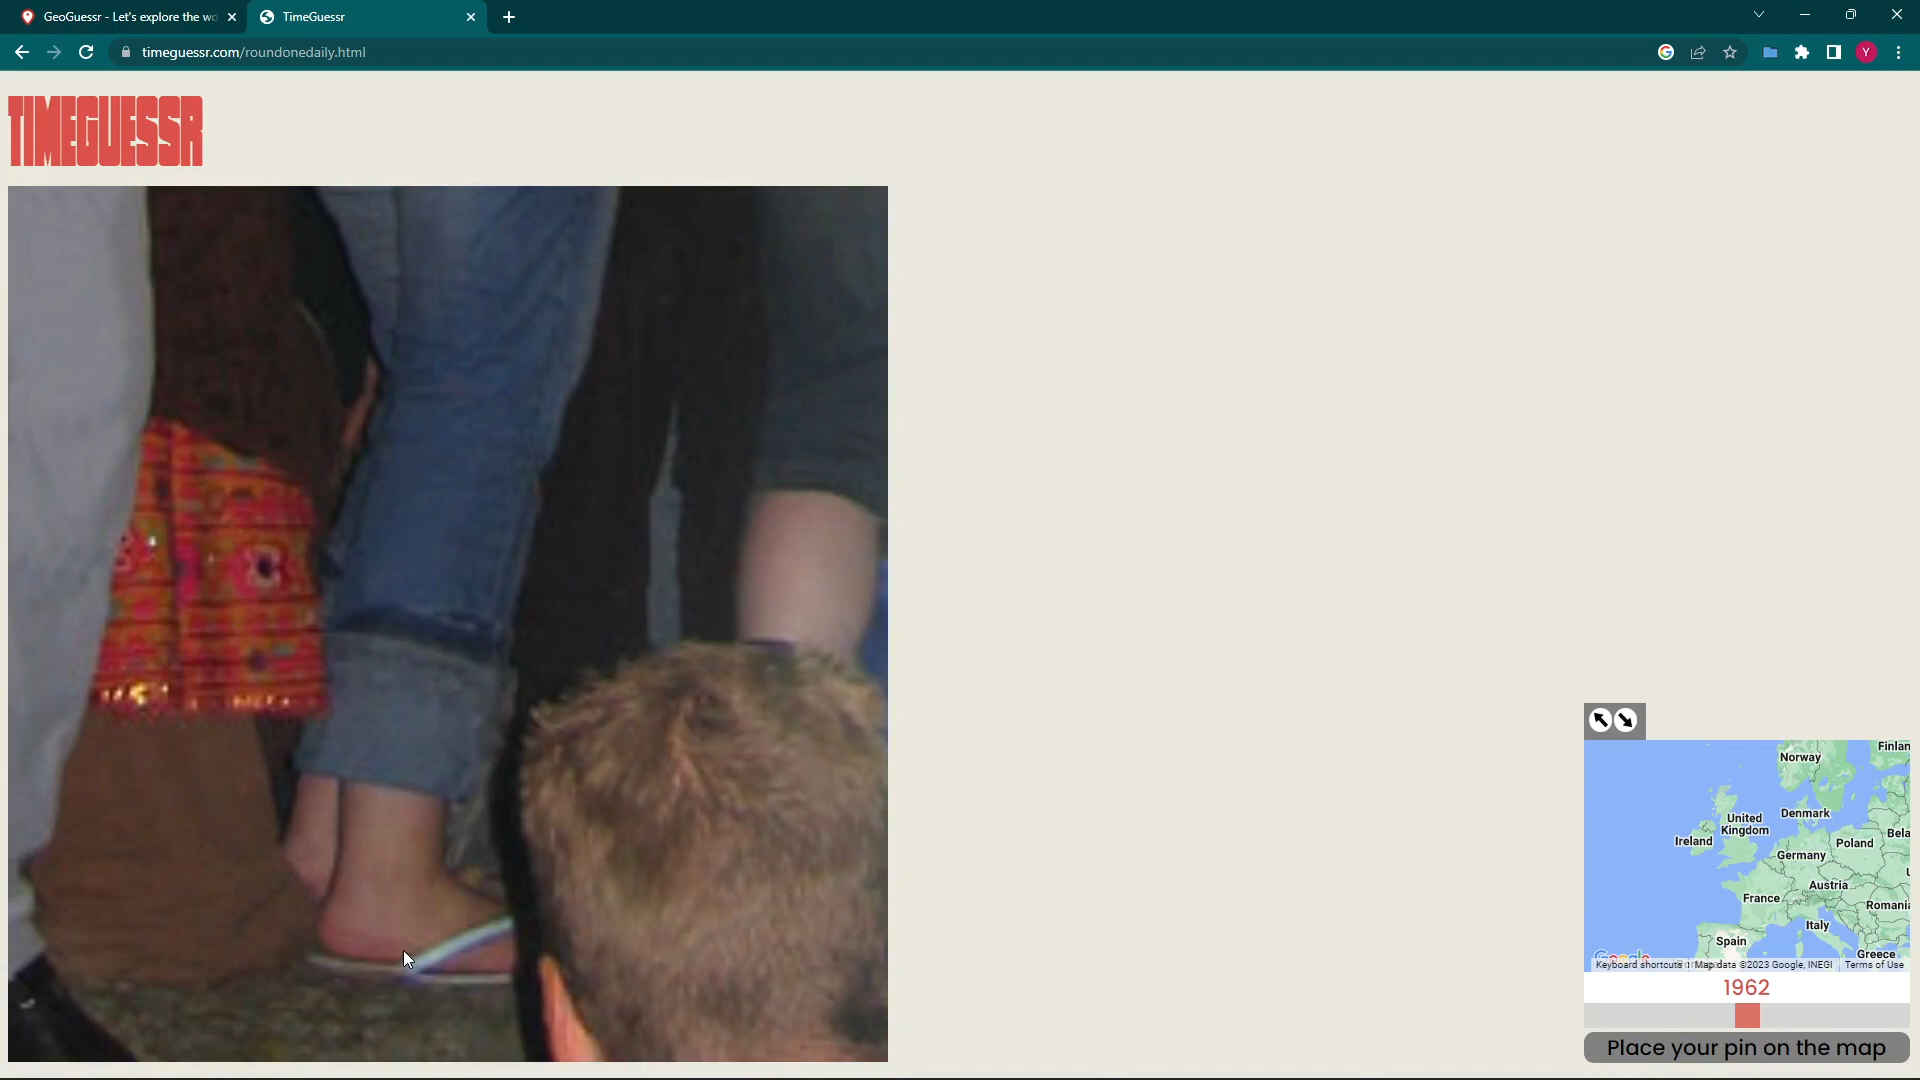 GeoGuessr - Let's explore the wo
TimeGuessr
timeguessr.com/roundonedaily.html
Y
TIMEGUESSR
Norway
Finlan
United
Kingdom
Denmark
Ireland
Bela
Poland
Germany
Austria
France
Romania
Italy
Spain
Greece
Google
Keyboard shortcuts
Map data ©2023 Google, INEGI
Terms of Use
1962
Place your pin on the map